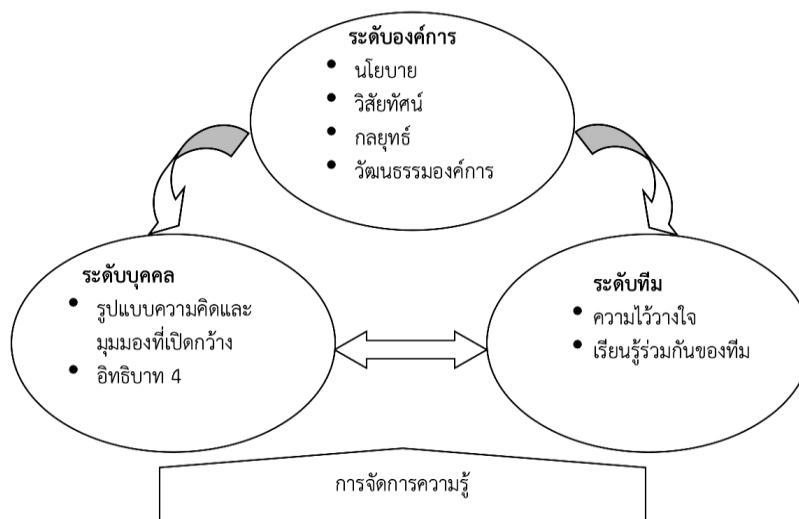 ระดับองค์การ
• นโยบาย
• วิสัยทัศน์
• กลยุทธ์
• วัฒนธรรมองค์การ
ระดับบุคคล
• รูปแบบความคิดและ
มุมมองที่เปิดกว้าง
• อิทธิบาท 4
ระดับทีม
• ความไว้วางใจ
• เรียนรู้ร่วมกันของทีม
การจัดการความรู้